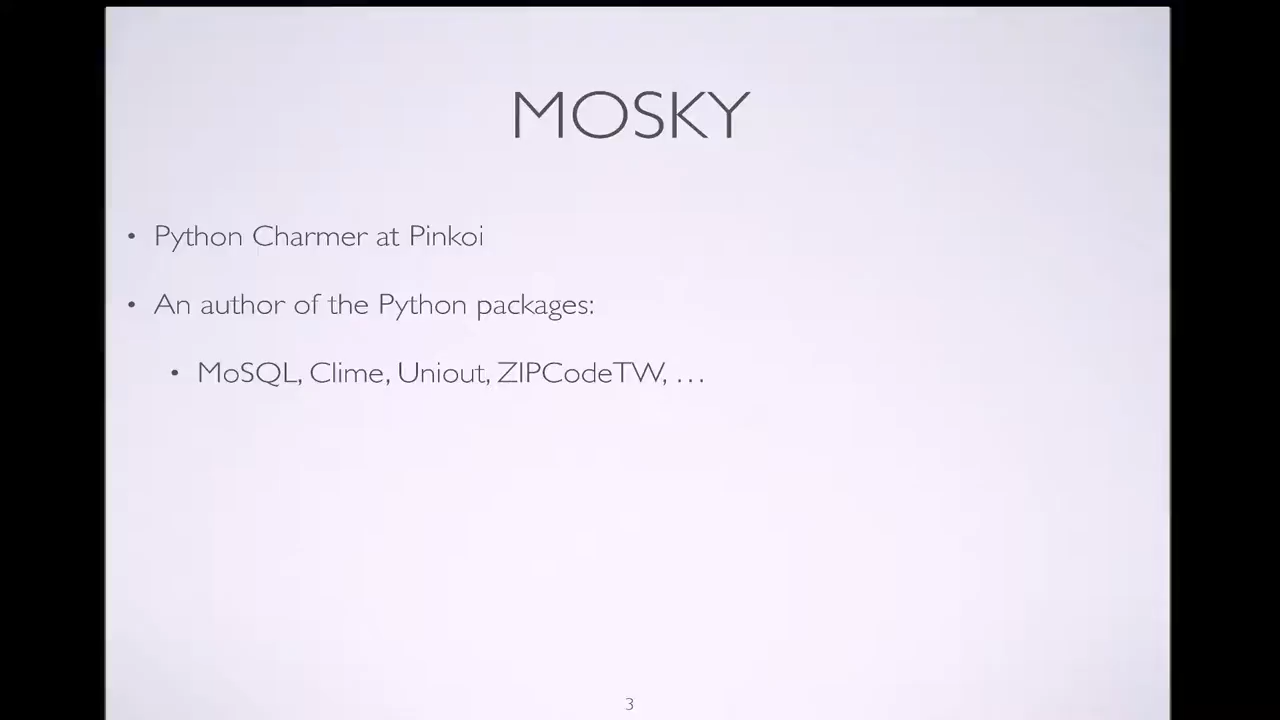 MOSKY
• Python Charmer at Pinkoi
• An author of the Python packages:
• MoSQL, Clime, Uniout, ZIPCodeTW, …
3